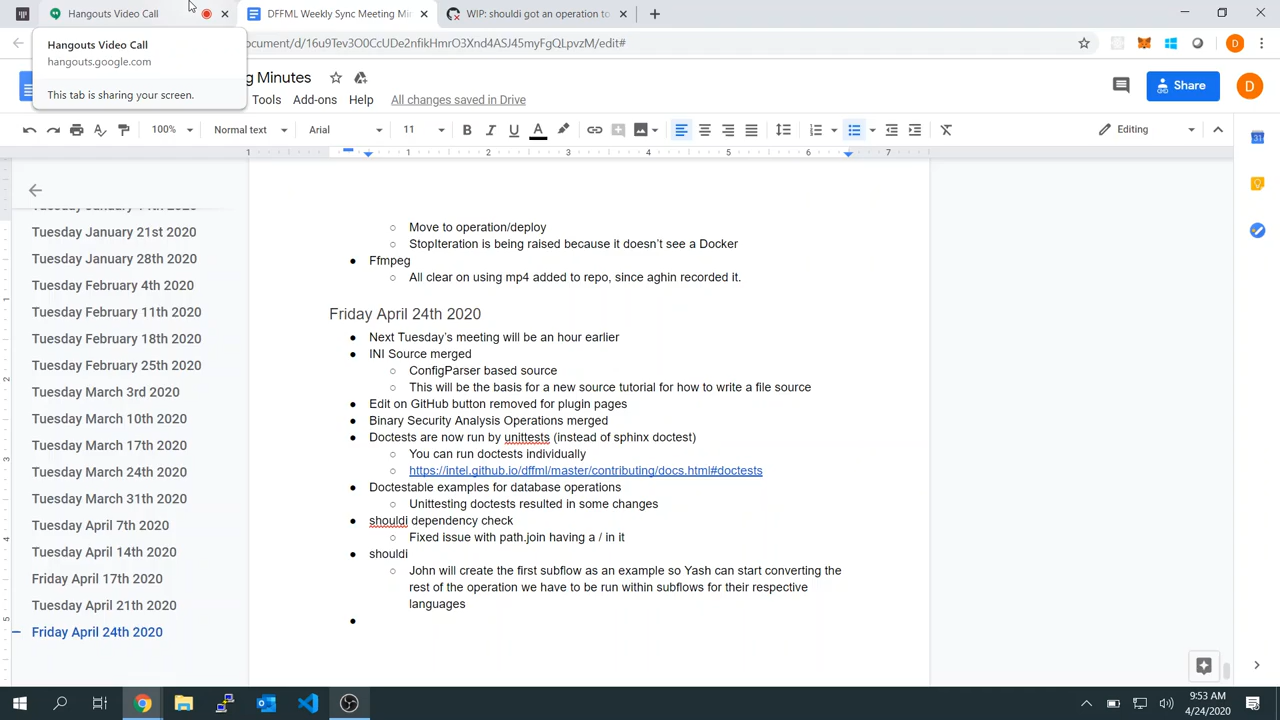 Hangouts Video Call
DFFML Weekly Sync Meeting Mi
WIP: shouldi got an operation to
Hangouts Video Call
hangouts.google.com
This tab is sharing your screen.
ocument/d/16u9Tev3O0CcUDe2nfikHmrO3Xnd4ASJ45myFgQLpvzM/edit#
D
g Minutes
Tools
Add-ons
Help
All changes saved in Drive
Share
D
100%
Normal text
Arial
11
B
I
U
A
Editing
1 1 2 3 4 5 6 7
Tuesday January 21st 2020
Tuesday January 28th 2020
Tuesday February 4th 2020
Tuesday February 11th 2020
Tuesday February 18th 2020
Tuesday February 25th 2020
Tuesday March 3rd 2020
Tuesday March 10th 2020
Tuesday March 17th 2020
Tuesday March 24th 2020
Tuesday March 31th 2020
Tuesday April 7th 2020
Tuesday April 14th 2020
Friday April 17th 2020
Tuesday April 21th 2020
Friday April 24th 2020
Move to operation/deploy
StopIteration is being raised because it doesn't see a Docker
Ffmpeg
All clear on using mp4 added to repo, since aghin recorded it.
Friday April 24th 2020
Next Tuesday's meeting will be an hour earlier
INI Source merged
ConfigParser based source
This will be the basis for a new source tutorial for how to write a file source
Edit on GitHub button removed for plugin pages
Binary Security Analysis Operations merged
Doctests are now run by unittests (instead of sphinx doctest)
You can run doctests individually
https://intel.github.io/dffml/master/contributing/docs.html#doctests
Doctestable examples for database operations
Unittesting doctests resulted in some changes
shouldi dependency check
Fixed issue with path.join having a / in it
shouldi
John will create the first subflow as an example so Yash can start converting the
rest of the operation we have to be run within subflows for their respective
languages
9:53 AM
4/24/2020